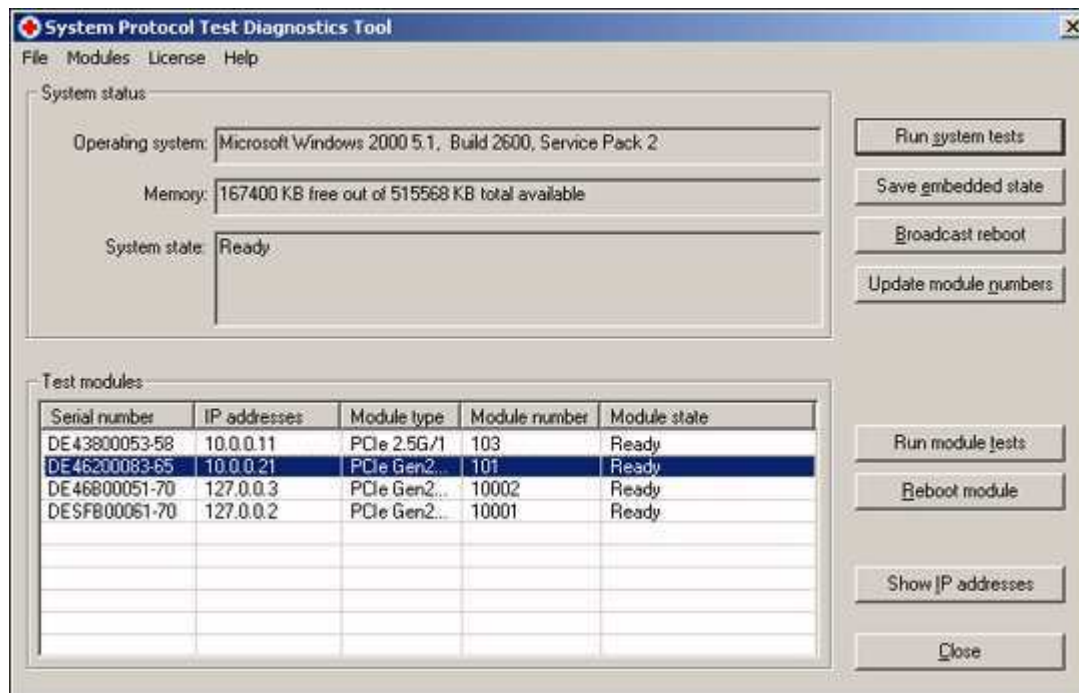 System Protocol Test Diagnostics Tool
File Modules License Help
System status
Operating system: Microsoft Windows 2000 5.1, Build 2600, Service Pack 2
Memory: 167400 KB free out of 515568 KB total available
System state: Ready
Run system tests
Save embedded state
Broadcast reboot
Update module numbers
Test modules
Serial number IP addresses Module type Module number Module state
DE43800053-58 10.0.0.11 PCIe 2.5G/1 103 Ready
DE46200083-65 10.0.0.21 PCIe Gen2... 101 Ready
DE46B00051-70 127.0.0.3 PCIe Gen2... 10002 Ready
DESFB00061-70 127.0.0.2 PCIe Gen2... 10001 Ready
Run module tests
Reboot module
Show IP addresses
Close